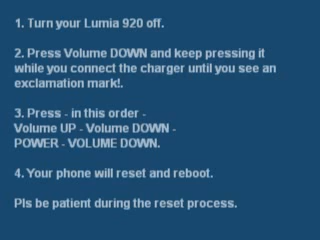 1. Turn your Lumia 920 off.
2. Press Volume DOWN and keep pressing it
while you connect the charger until you see an
exclamation mark!.
3. Press - in this order -
Volume UP - Volume DOWN -
POWER - VOLUME DOWN.
4. Your phone will reset and reboot.
Pls be patient during the reset process.